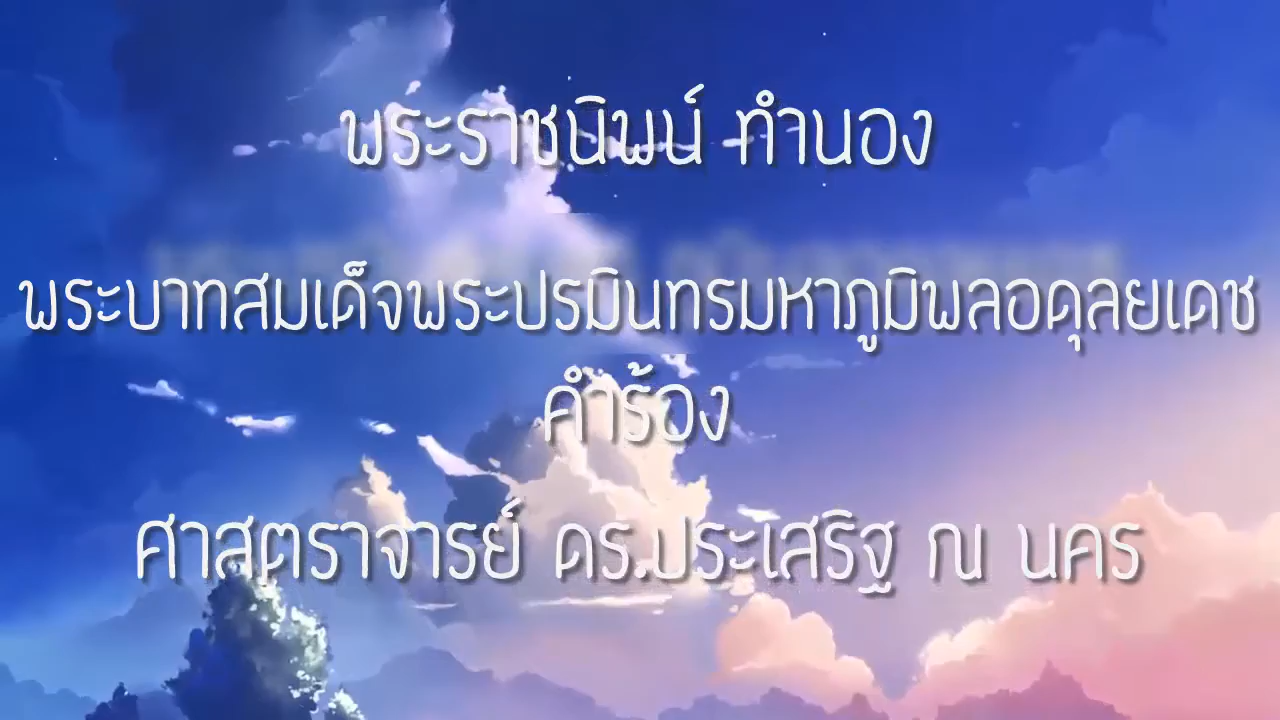 พระราชนิพน์ ทำนอง
พระบาทสมเด็จพระปรมินทรมหาภูมิพลอดุลยเดช
คำร้อง
ศาสตราจารย์ ดร.ประเสริฐ ณ นคร